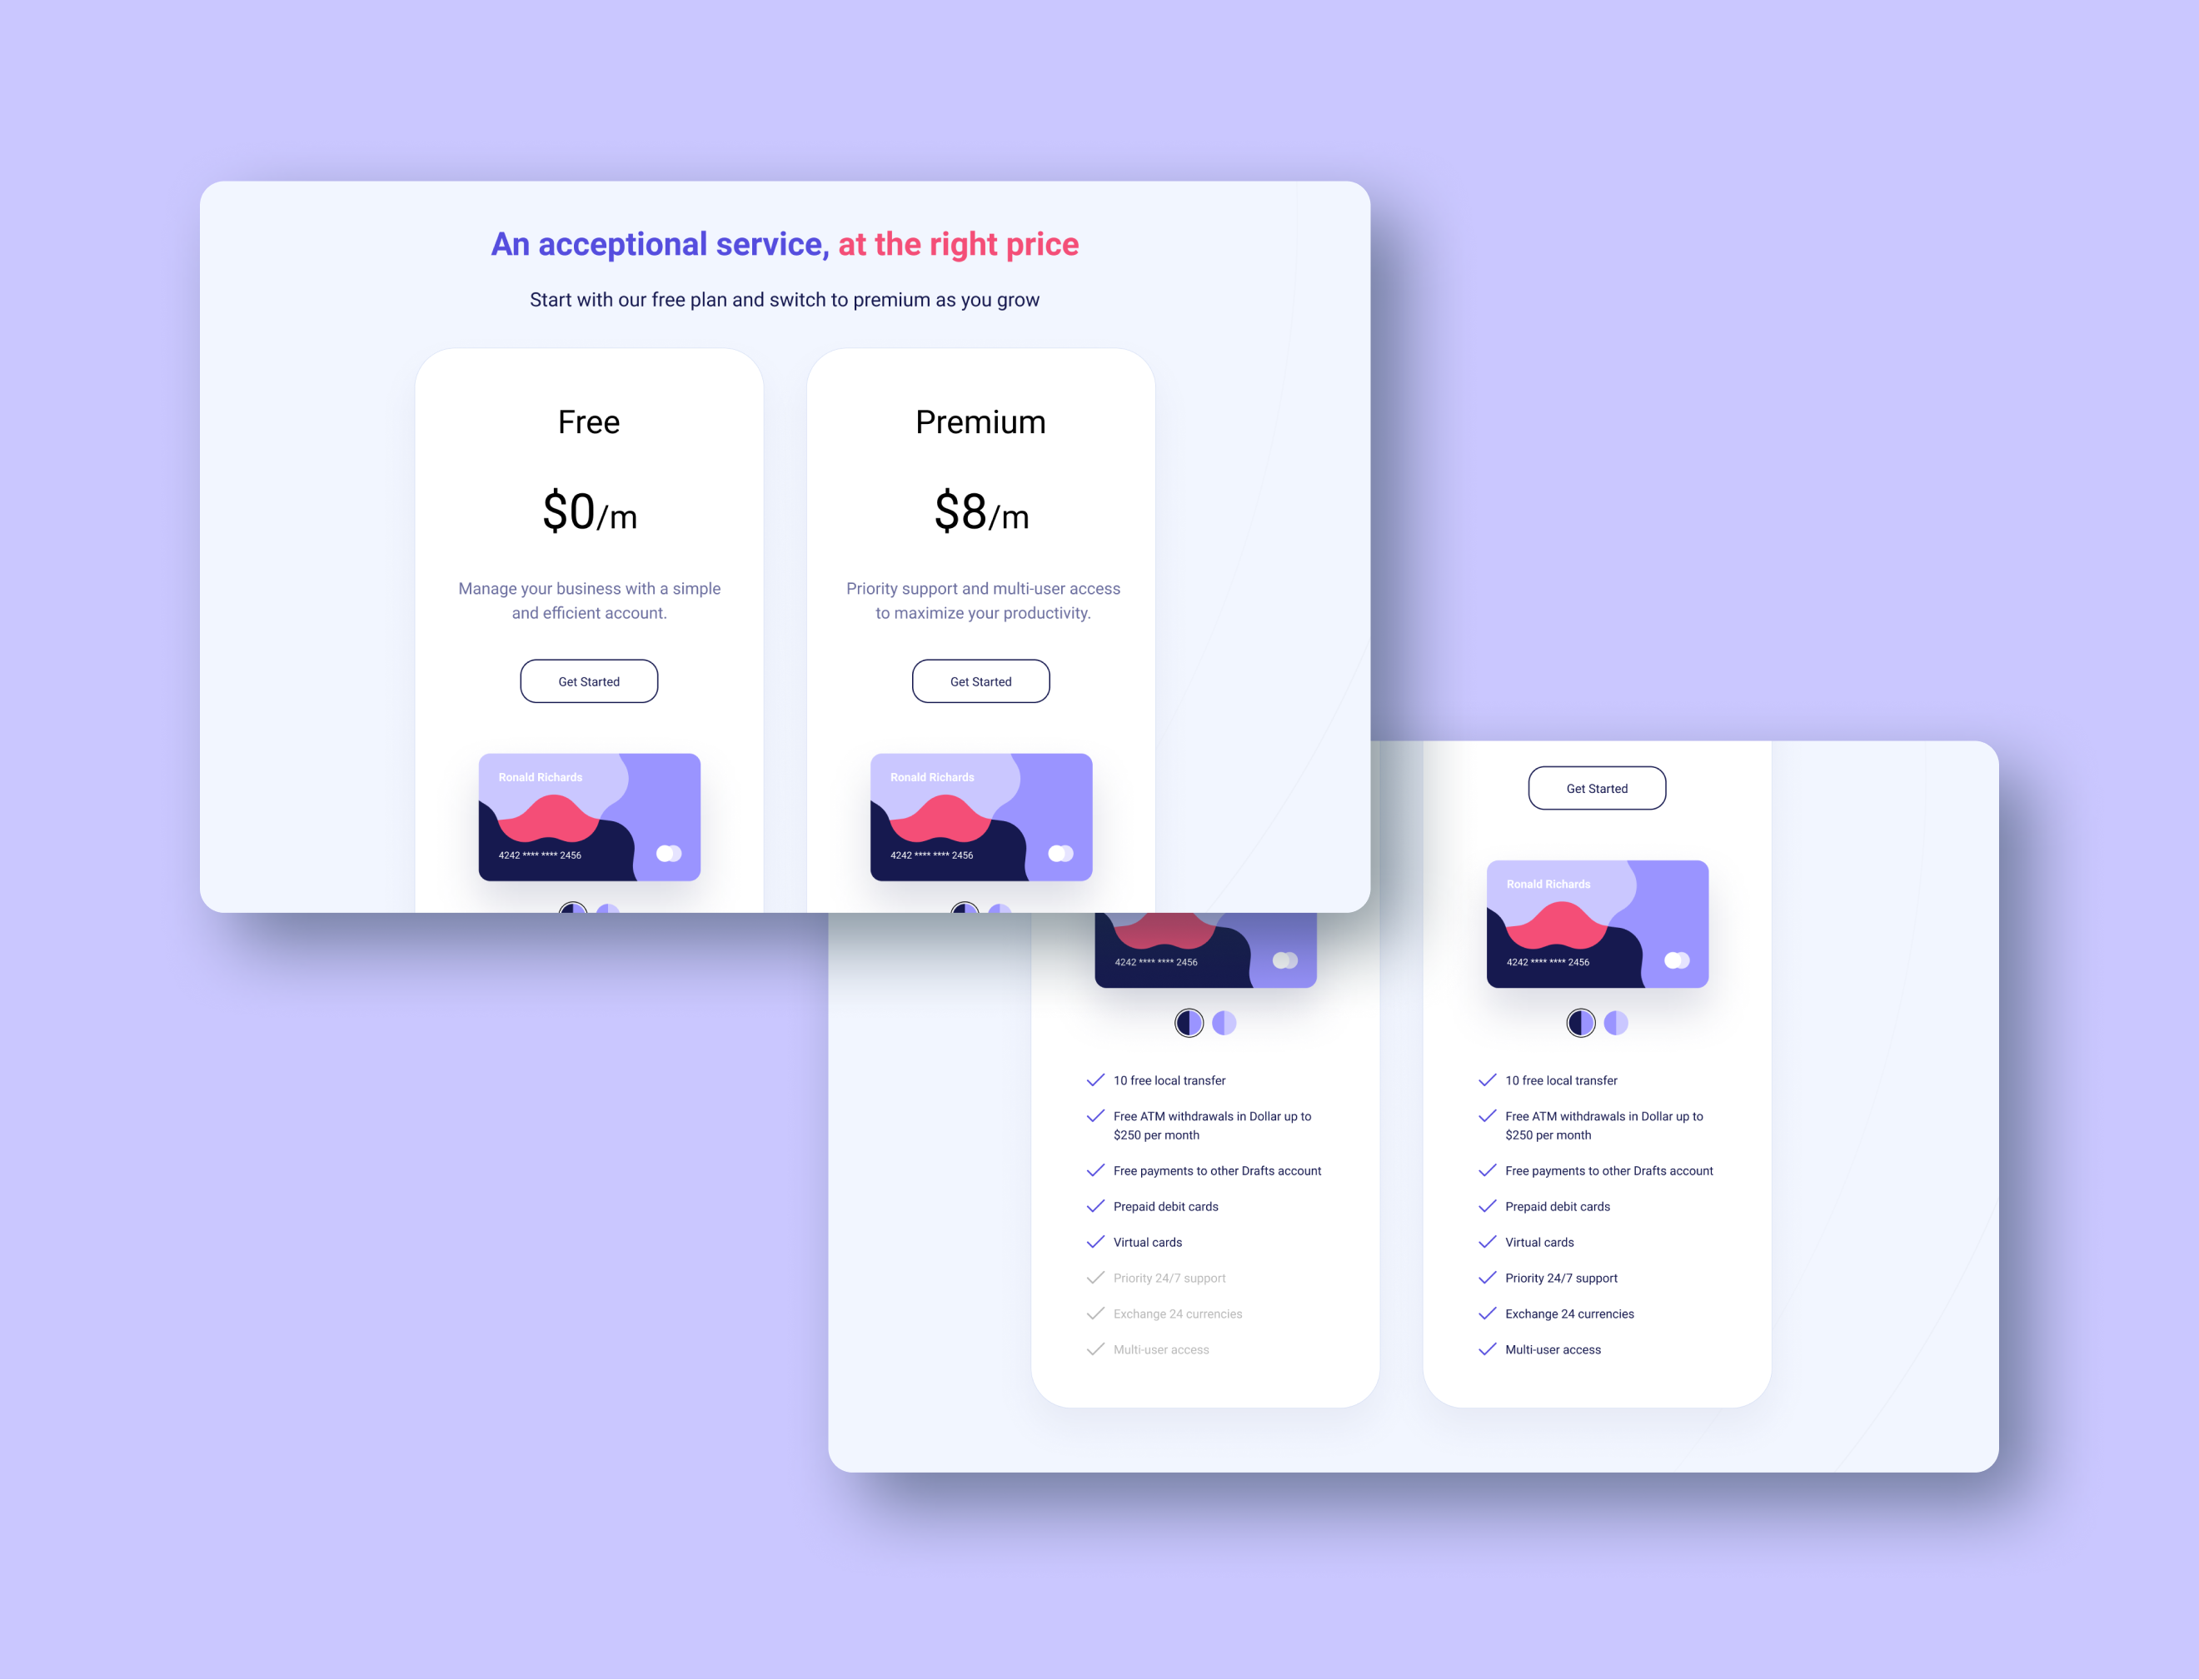 An acceptional service, at the right price
Start with our free plan and switch to premium as you grow
Free
$0/m
Manage your business with a simple
and efficient account.
Get Started
Ronald Richards
4242 **** **** 2456
Premium
$8/m
Priority support and multi-user access
to maximize your productivity.
Get Started
Ronald Richards
4242 **** **** 2456
4242 **** **** 2456
10 free local transfer
Free ATM withdrawals in Dollar up to
$250 per month
Free payments to other Drafts account
Prepaid debit cards
Virtual cards
Priority 24/7 support
Exchange 24 currencies
Multi-user access
Get Started
Ronald Richards
4242 **** **** 2456
10 free local transfer
Free ATM withdrawals in Dollar up to
$250 per month
Free payments to other Drafts account
Prepaid debit cards
Virtual cards
Priority 24/7 support
Exchange 24 currencies
Multi-user access